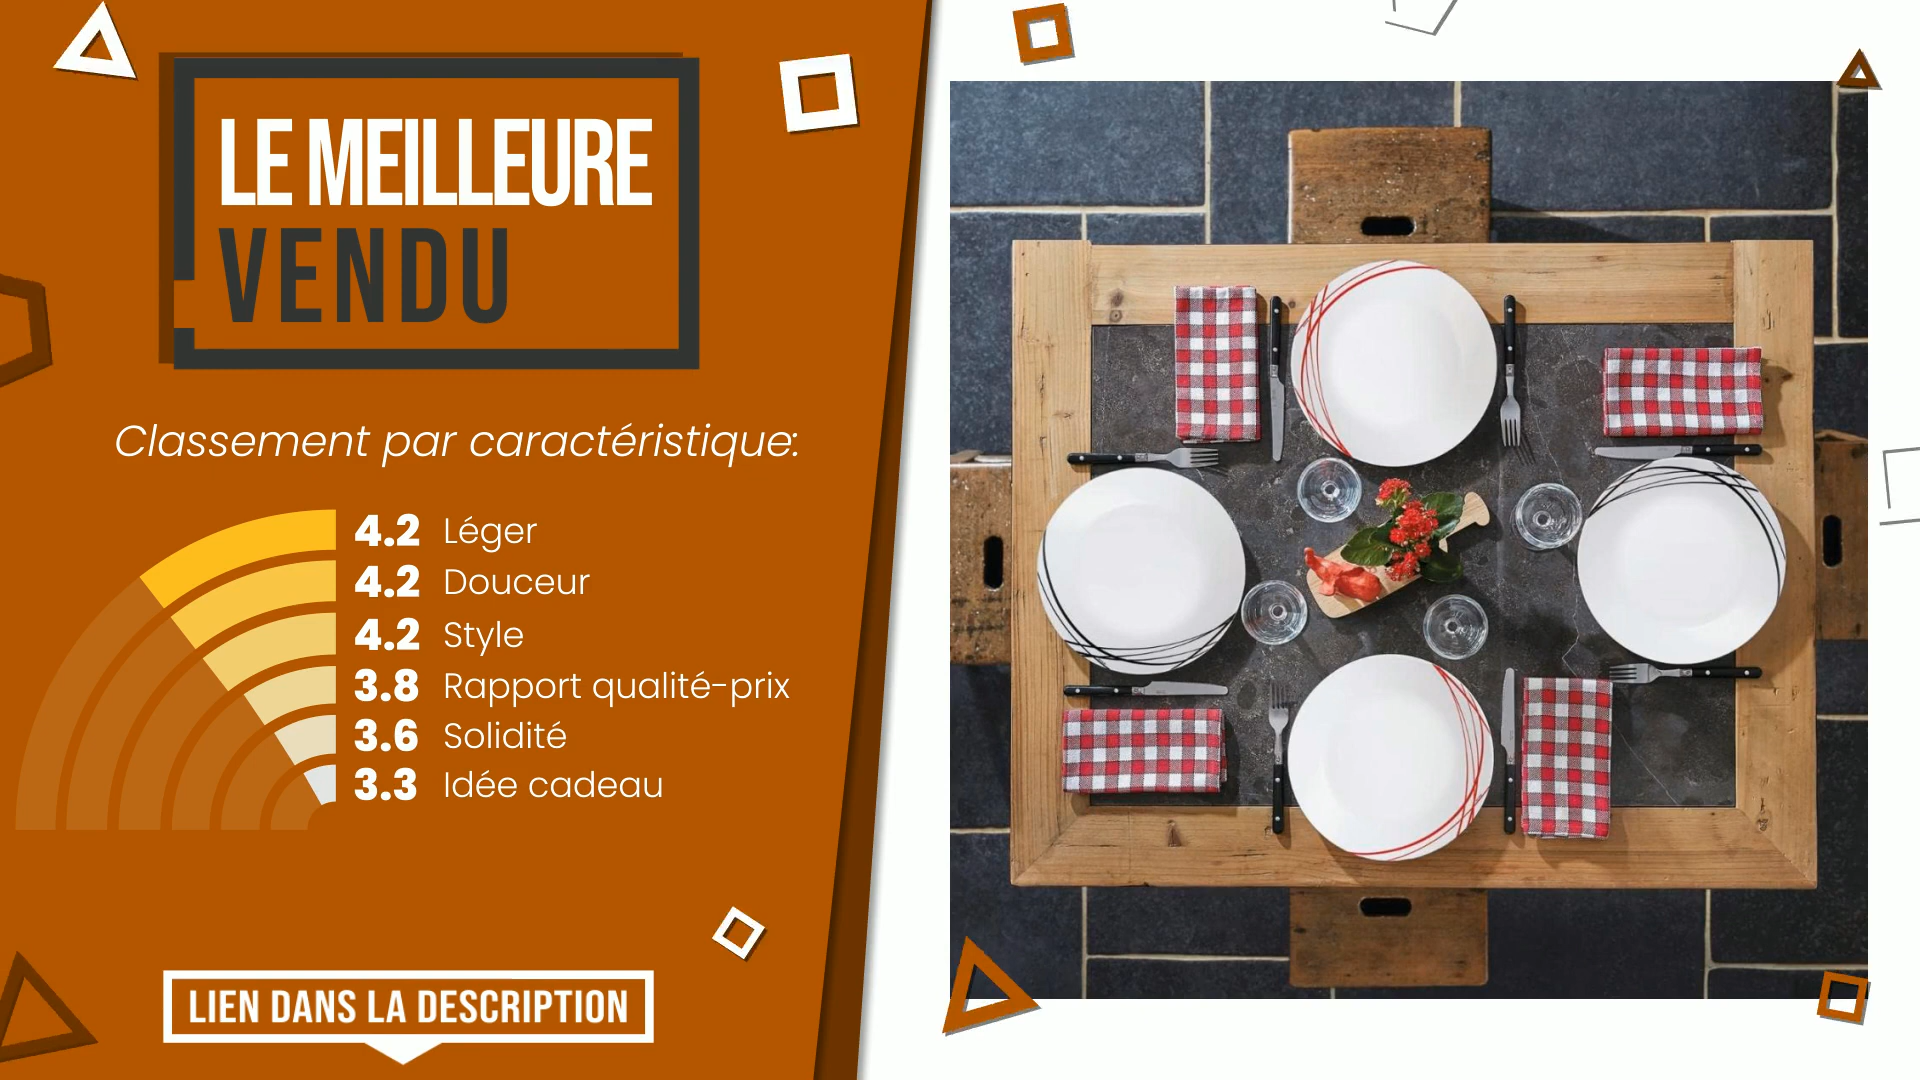 LE MEILLEURE
VENDU
Classement par caractéristique:
4.2 Léger
4.2 Douceur
4.2 Style
3.8 Rapport qualité-prix
3.6 Solidité
3.3 Idée cadeau
LIEN DANS LA DESCRIPTION